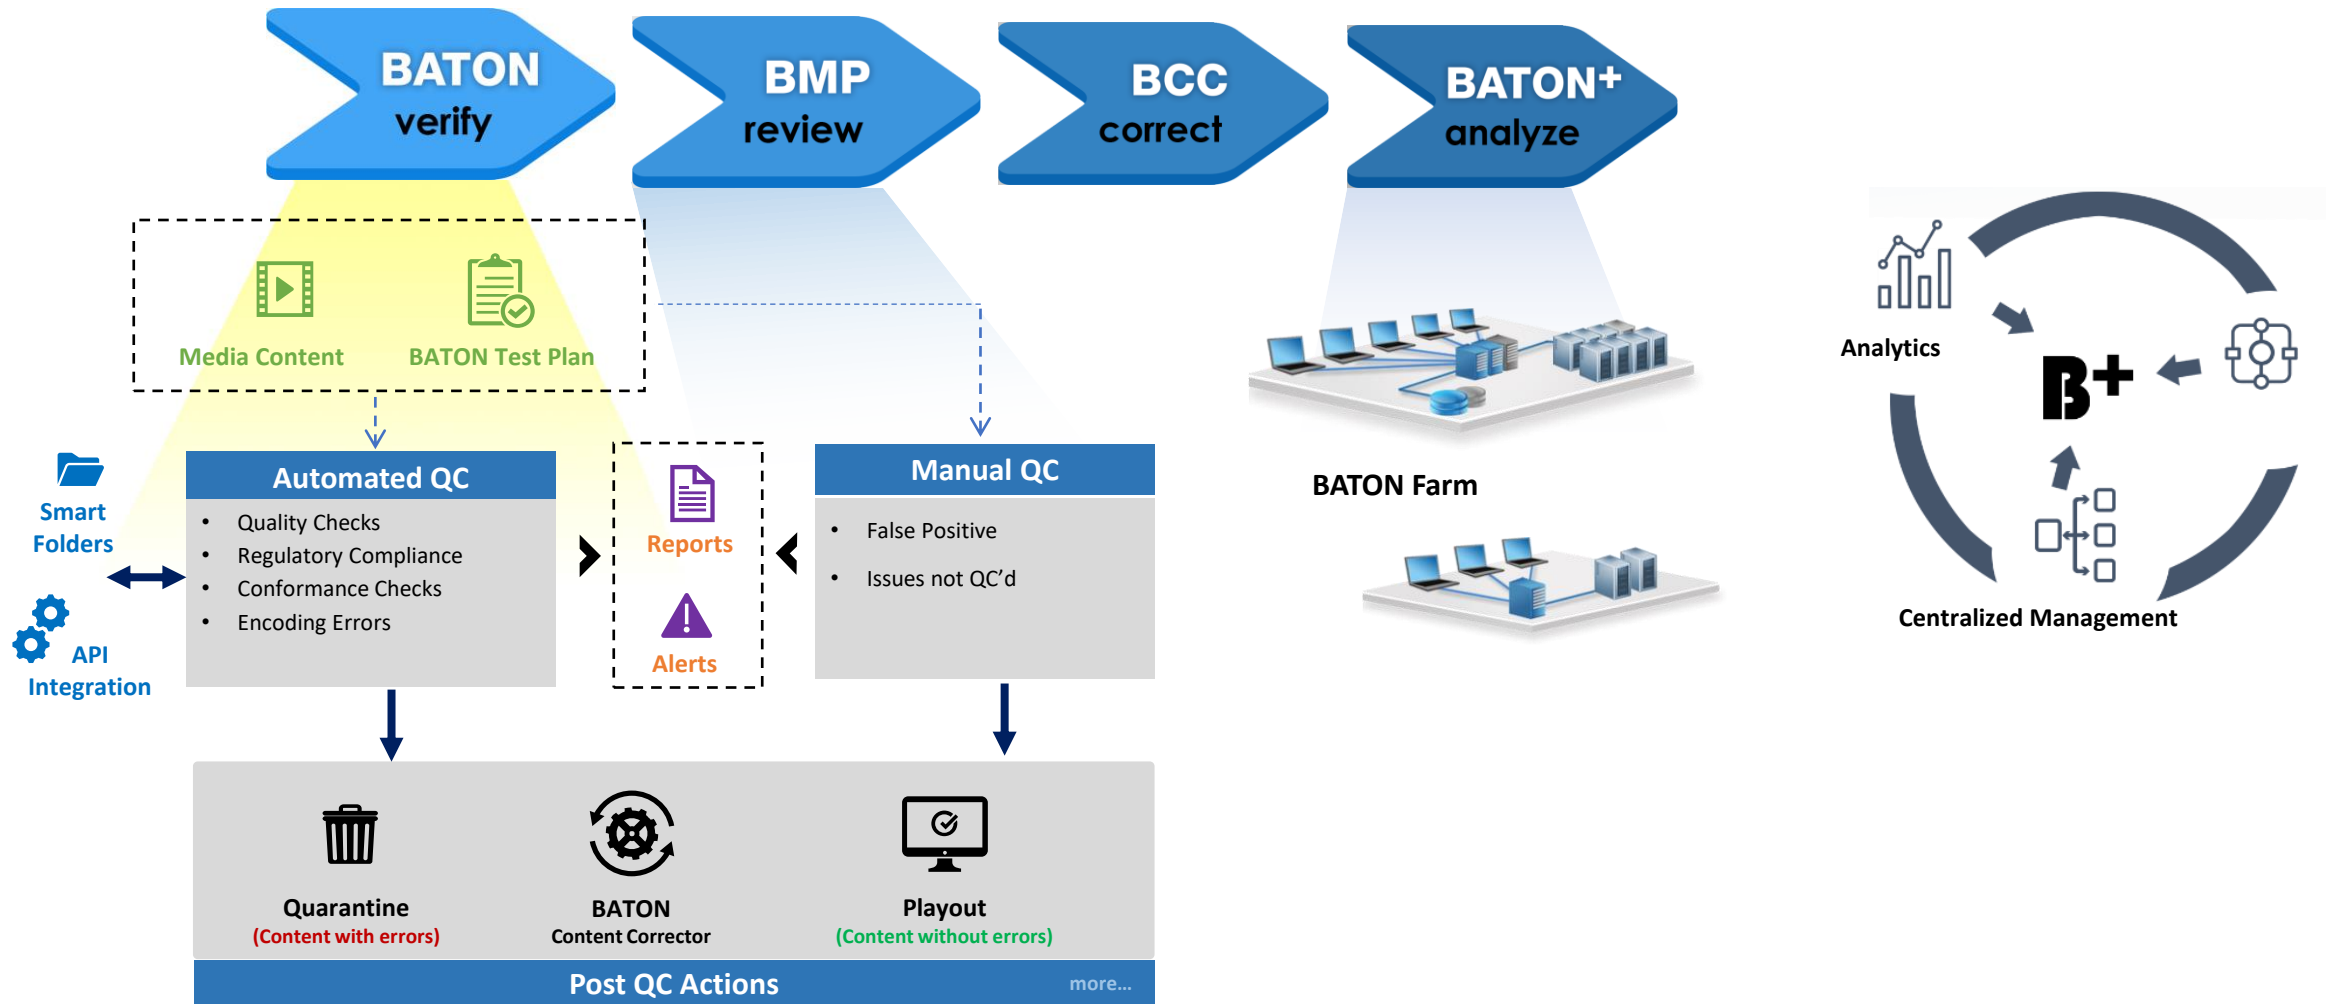 BATON
verify
BMP
review
BCC
correct
BATON+
analyze
Media Content
BATON Test Plan
Smart
Folders
API
Integration
Automated QC
• Quality Checks
• Regulatory Compliance
• Conformance Checks
• Encoding Errors
Reports
Alerts
Manual QC
• False Positive
• Issues not QC’d
Quarantine
(Content with errors)
BATON
Content Corrector
Playout
(Content without errors)
Post QC Actions
more...
BATON Farm
Analytics
B+
Centralized Management